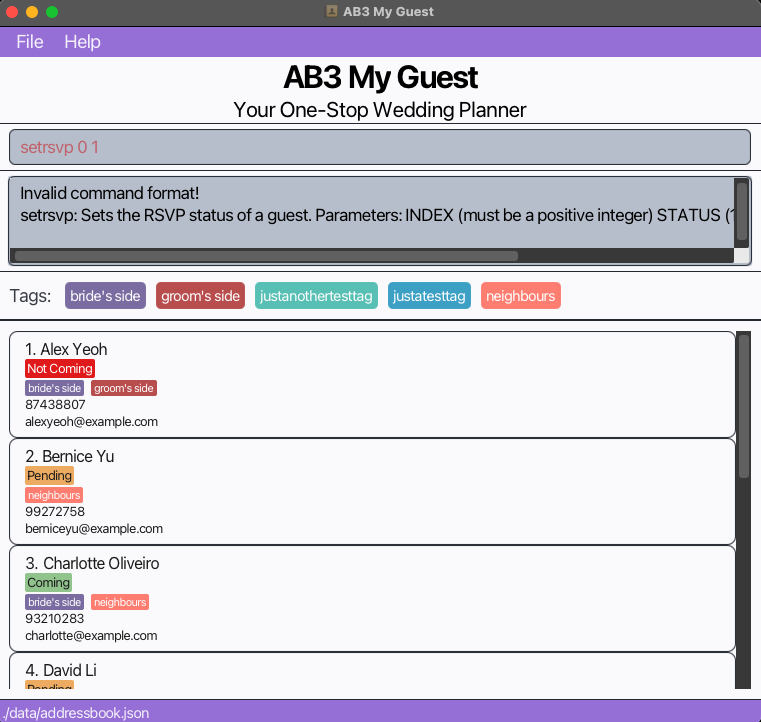 AB3 My Guest
File Help
AB3 My Guest
Your One-Stop Wedding Planner
setrsvp 0 1
Invalid command format!
setrsvp: Sets the RSVP status of a guest. Parameters: INDEX (must be a positive integer) STATUS (1
Tags: bride's side groom's side justanothertesttag justatesttag neighbours
1. Alex Yeoh
Not Coming
bride's side groom's side
87438807
alexyeoh@example.com
2. Bernice Yu
Pending
neighbours
99272758
berniceyu@example.com
3. Charlotte Oliveiro
Coming
bride's side neighbours
93210283
charlotte@example.com
4. David Li
Pending
./data/addressbook.json